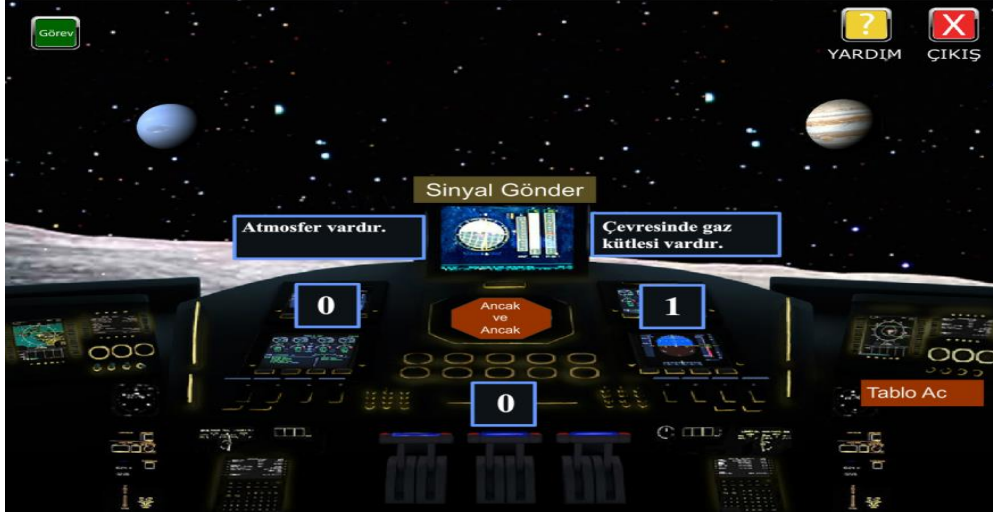 Görev
?
X
YARDIM
ÇIKIŞ
Sinyal Gönder
Atmosfer vardır.
Çevresinde gaz
kütlesi vardır.
0
Ancak
ve
Ancak
1
0
Tablo Ac